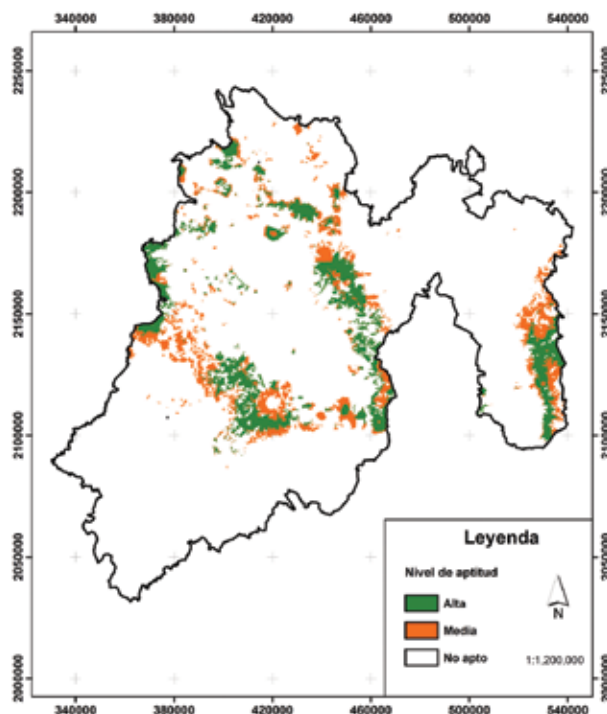 340000 380000 420000 460000 500000 540000
2250000 2250000
2200000 2200000
2150000 2150000
2100000 2100000
2050000 2050000
2000000 2000000
Leyenda
Nivel de aptitud
Alta
Media
No apto
N
1:1,200,000
340000 380000 420000 460000 500000 540000